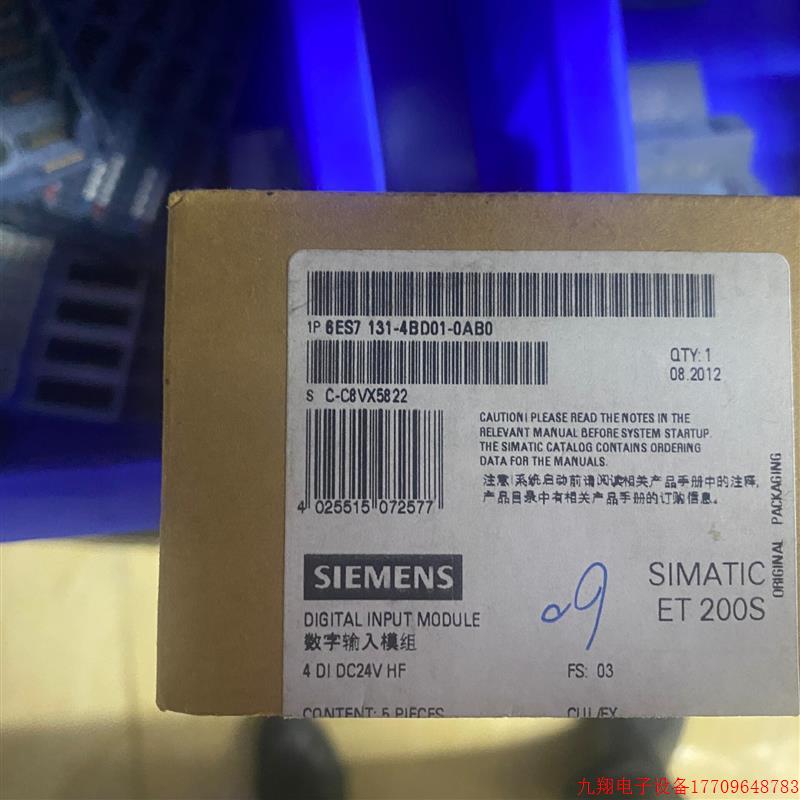 1P 6ES7 131-4BD01-0AB0
QTY: 1
08.2012
S C-C8VX5822
CAUTION! PLEASE READ THE NOTES IN THE
RELEVANT MANUAL BEFORE SYSTEM STARTUP.
THE SIMATIC CATALOG CONTAINS ORDERING
DATA FOR THE MANUALS.
注意!系统启动前请阅读相关产品手册中的注释,
产品目录中有相关产品手册的订购信息。
4 025515 072577
ORIGINAL PACKAGING
SIEMENS
SIMATIC
ET 200S
09
DIGITAL INPUT MODULE
数字输入模组
4 DI DC24V HF
FS: 03
CONTENT: 5 PIECES
CUL/EX
九翔电子设备17709648783